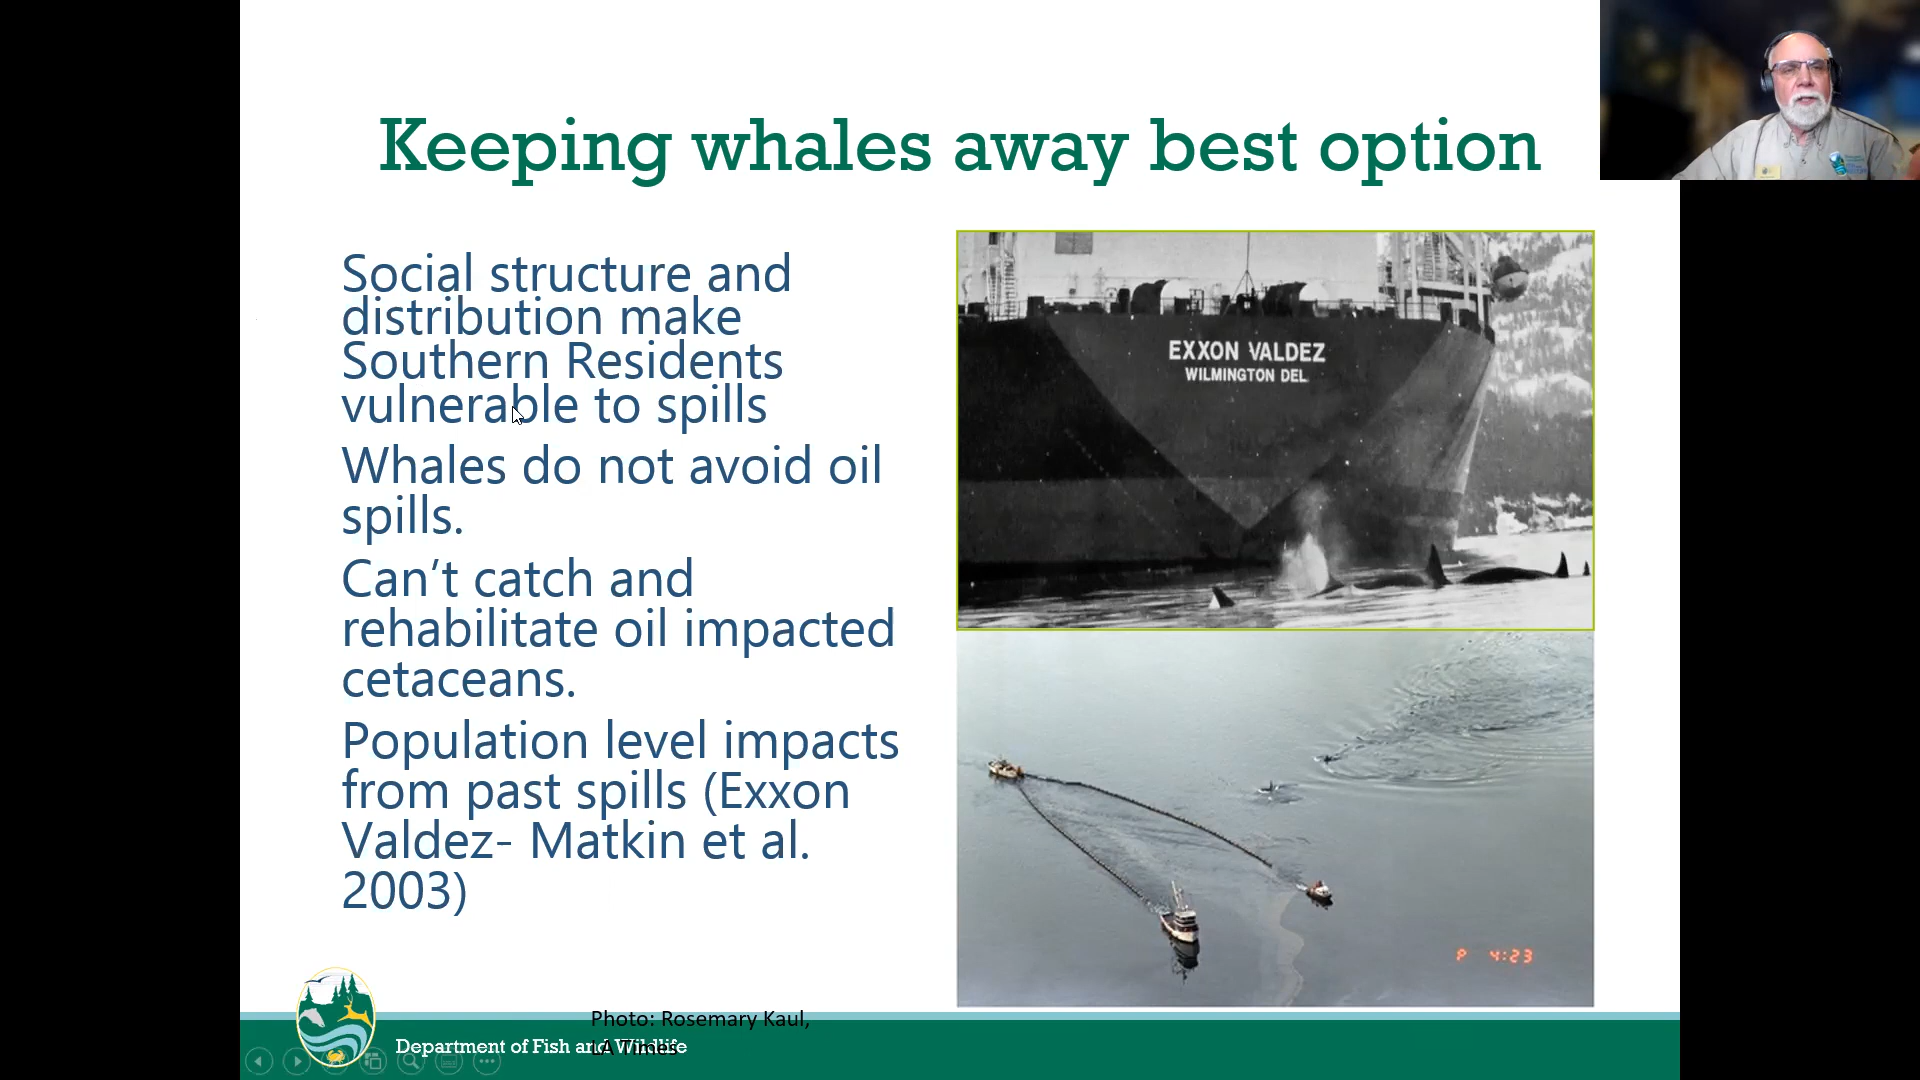 Keeping whales away best option
Social structure and
distribution make
Southern Residents
vulnerable to spills
Whales do not avoid oil
spills.
Can’t catch and
rehabilitate oil impacted
cetaceans.
Population level impacts
from past spills (Exxon
Valdez- Matkin et al.
2003)
EXXON VALDEZ
WILMINGTON DEL.
P 4:23
Photo: Rosemary Kaul,
LA Times
Department of Fish and Wildlife